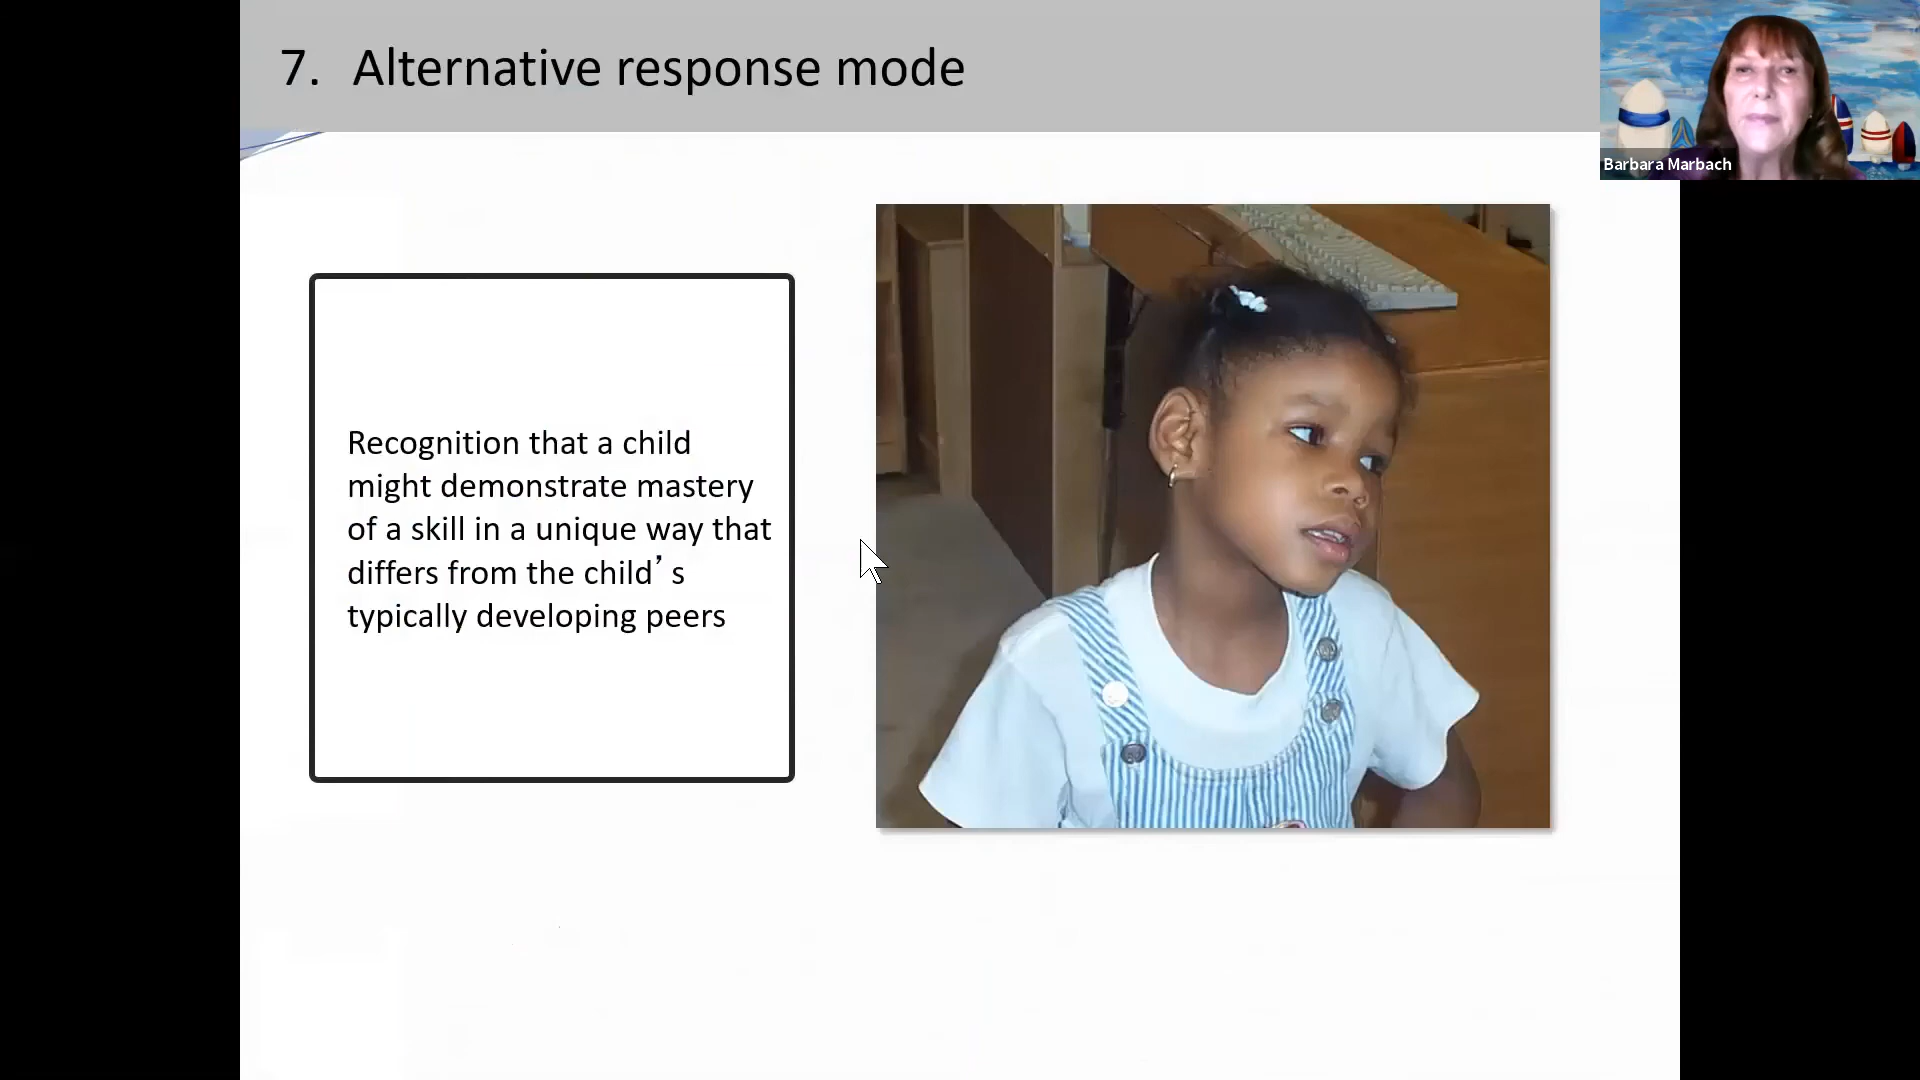 7. Alternative response mode
Barbara Marbach
Recognition that a child
might demonstrate mastery
of a skill in a unique way that
differs from the child’ s
typically developing peers